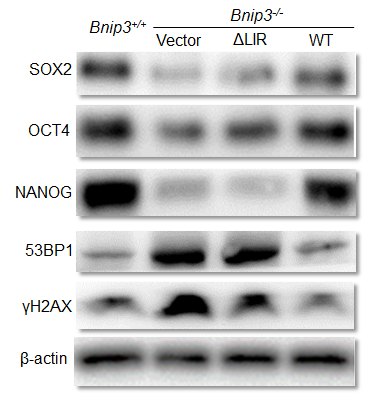 Bnip3+/+
Bnip3-/-
Vector ΔLIR WT
SOX2
OCT4
NANOG
53BP1
γH2AX
β-actin